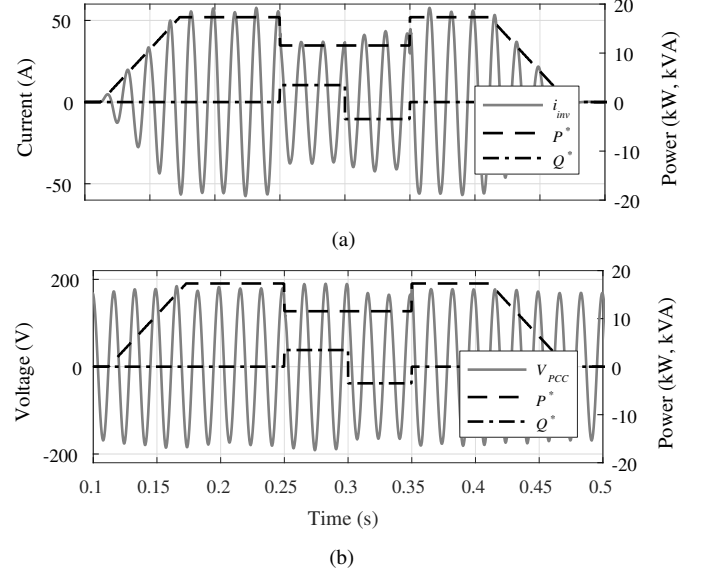 50
0
-50
Current (A)
20
10
0
-10
-20
Power (kW, kVA)
i_inv
P*
Q*
(a)
200
0
-200
Voltage (V)
20
10
0
-10
-20
Power (kW, kVA)
V_PCC
P*
Q*
0.1 0.15 0.2 0.25 0.3 0.35 0.4 0.45 0.5
Time (s)
(b)